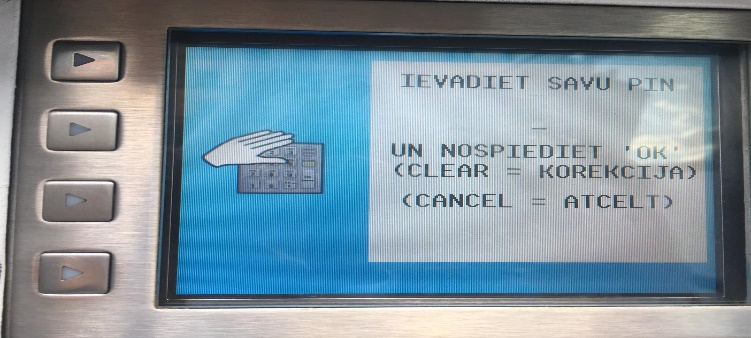 IEVADIET SAVU PIN
_
UN NOSPIEDIET 'OK'
(CLEAR = KOREKCIJA)
(CANCEL = ATCELT)